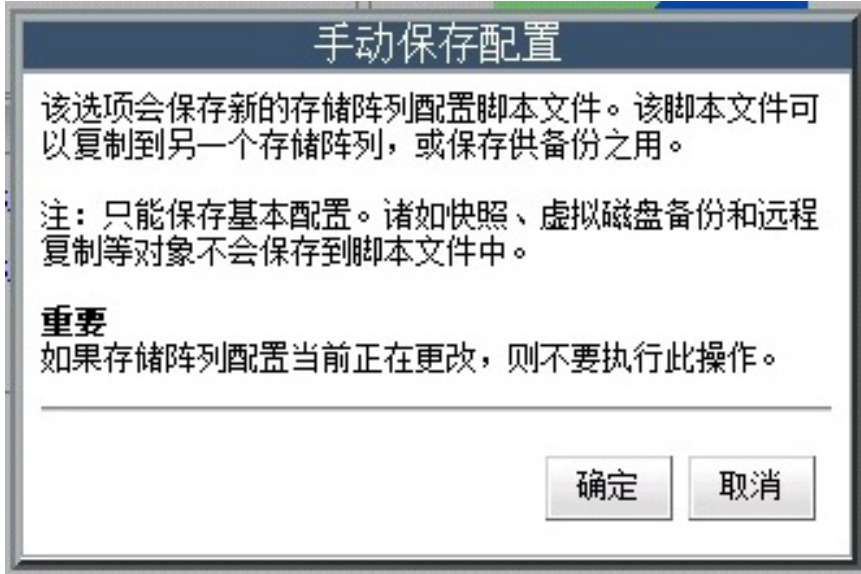 手动保存配置
该选项会保存新的存储阵列配置脚本文件。该脚本文件可
以复制到另一个存储阵列，或保存供备份之用。
注：只能保存基本配置。诸如快照、虚拟磁盘备份和远程
复制等对象不会保存到脚本文件中。
重要
如果存储阵列配置当前正在更改，则不要执行此操作。
确定
取消